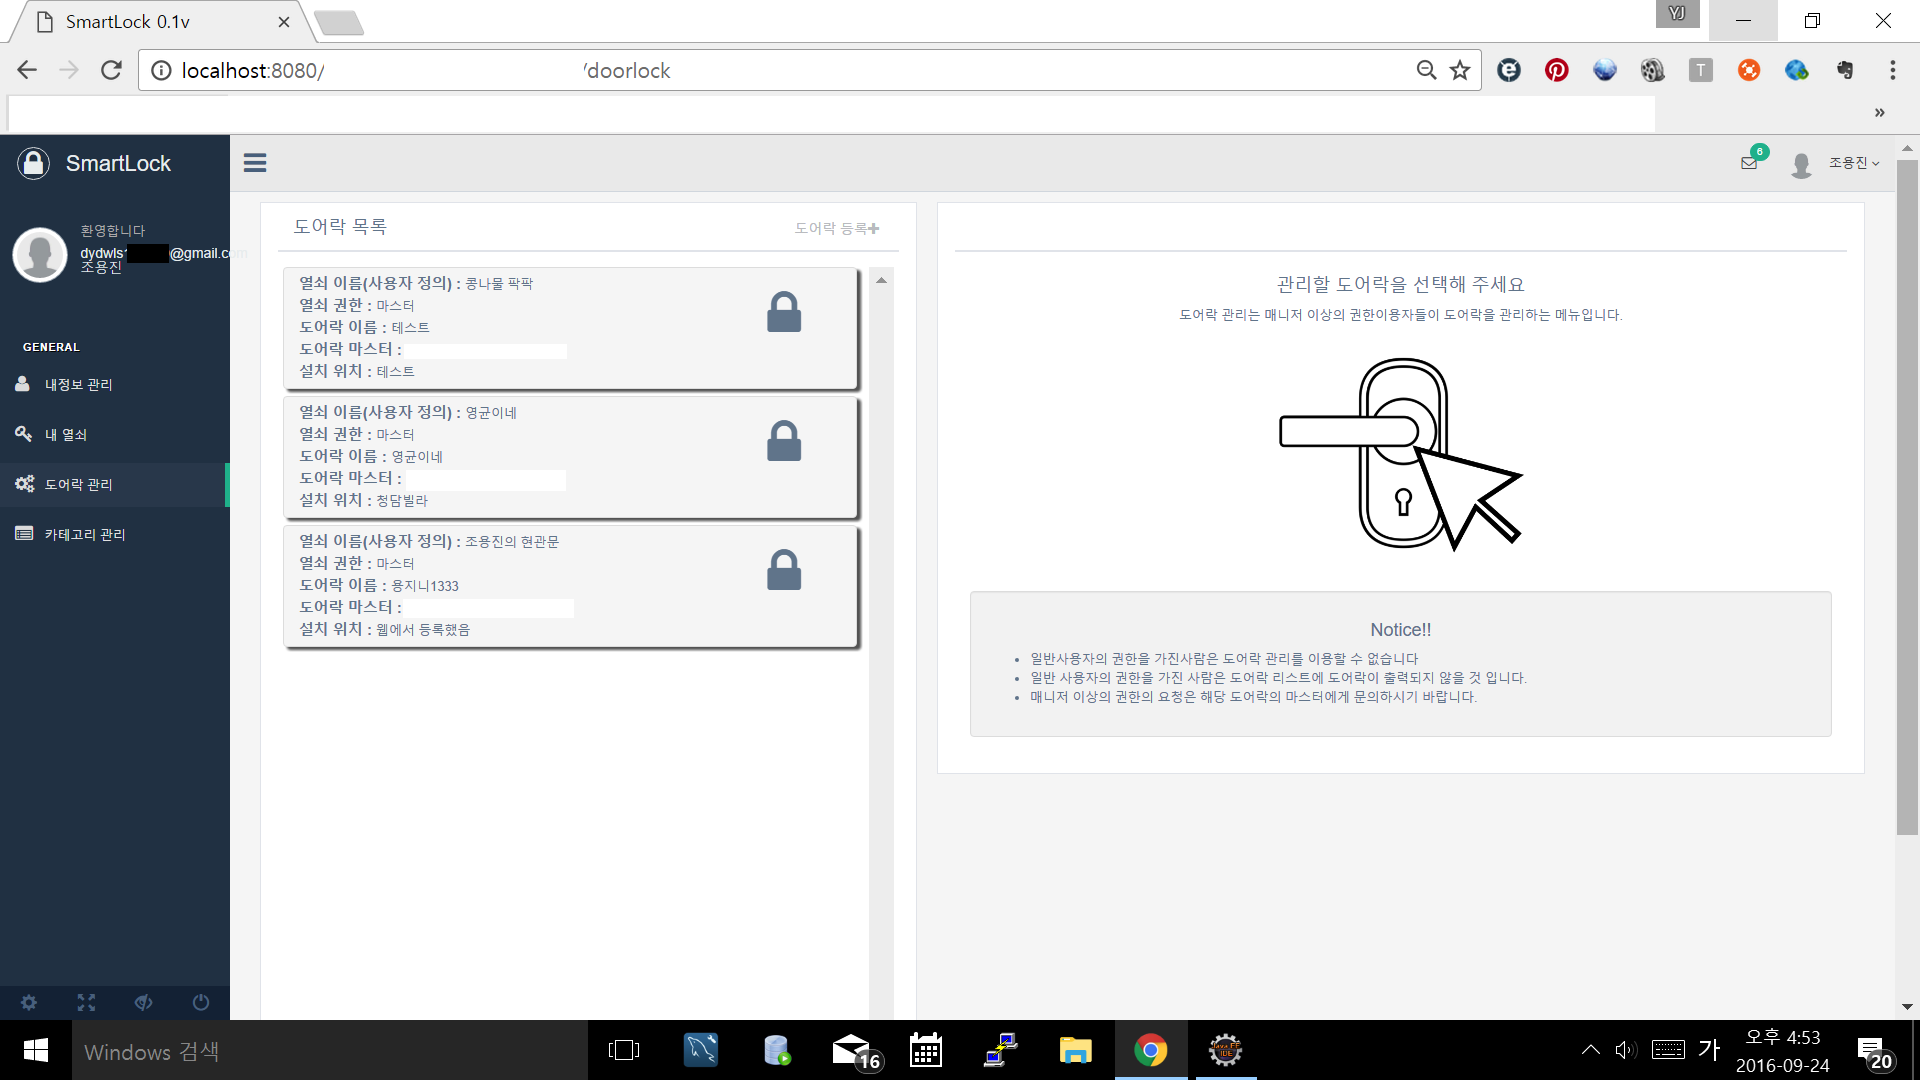 SmartLock 0.1v
YJ
localhost:8080/ /doorlock
T
»
SmartLock
6
조용진
환영합니다
dydwls @gmail.com
조용진
GENERAL
내정보 관리
내 열쇠
도어락 관리
카테고리 관리
도어락 목록
도어락 등록+
열쇠 이름(사용자 정의) : 콩나물 팍팍
열쇠 권한 : 마스터
도어락 이름 : 테스트
도어락 마스터 :
설치 위치 : 테스트
열쇠 이름(사용자 정의) : 영균이네
열쇠 권한 : 마스터
도어락 이름 : 영균이네
도어락 마스터 :
설치 위치 : 청담빌라
열쇠 이름(사용자 정의) : 조용진의 현관문
열쇠 권한 : 마스터
도어락 이름 : 용지니1333
도어락 마스터 :
설치 위치 : 웹에서 등록했음
관리할 도어락을 선택해 주세요
도어락 관리는 매니저 이상의 권한이용자들이 도어락을 관리하는 메뉴입니다.
Notice!!
일반사용자의 권한을 가진사람은 도어락 관리를 이용할 수 없습니다
일반 사용자의 권한을 가진 사람은 도어락 리스트에 도어락이 출력되지 않을 것 입니다.
매니저 이상의 권한의 요청은 해당 도어락의 마스터에게 문의하시기 바랍니다.
Windows 검색
16
Java EE
IDE
가
오후 4:53
2016-09-24
20